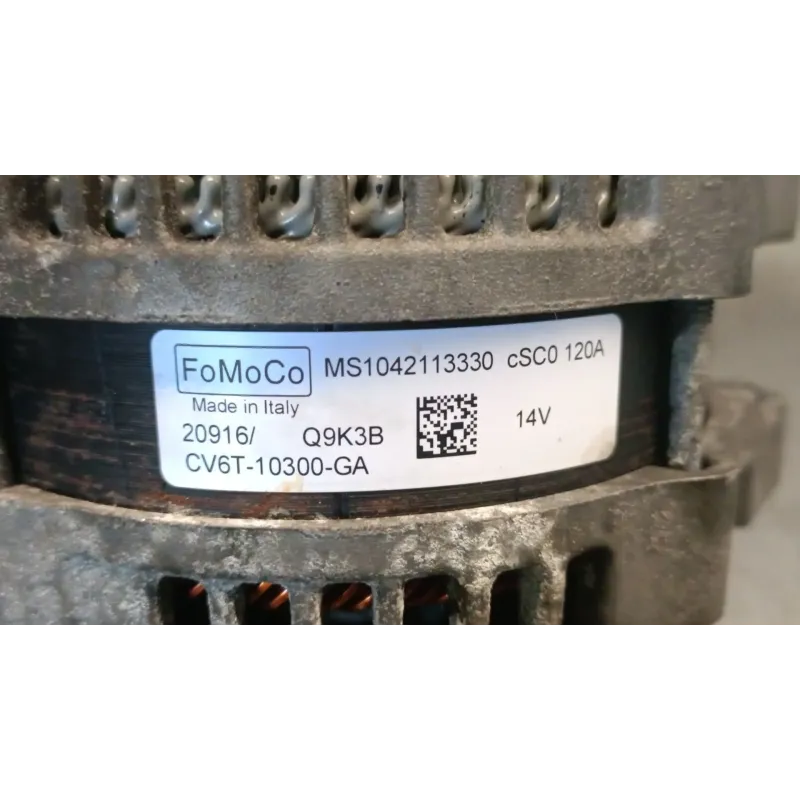 FoMoCo MS1042113330 cSC0 120A
Made in Italy
20916/ Q9K3B 14V
CV6T-10300-GA